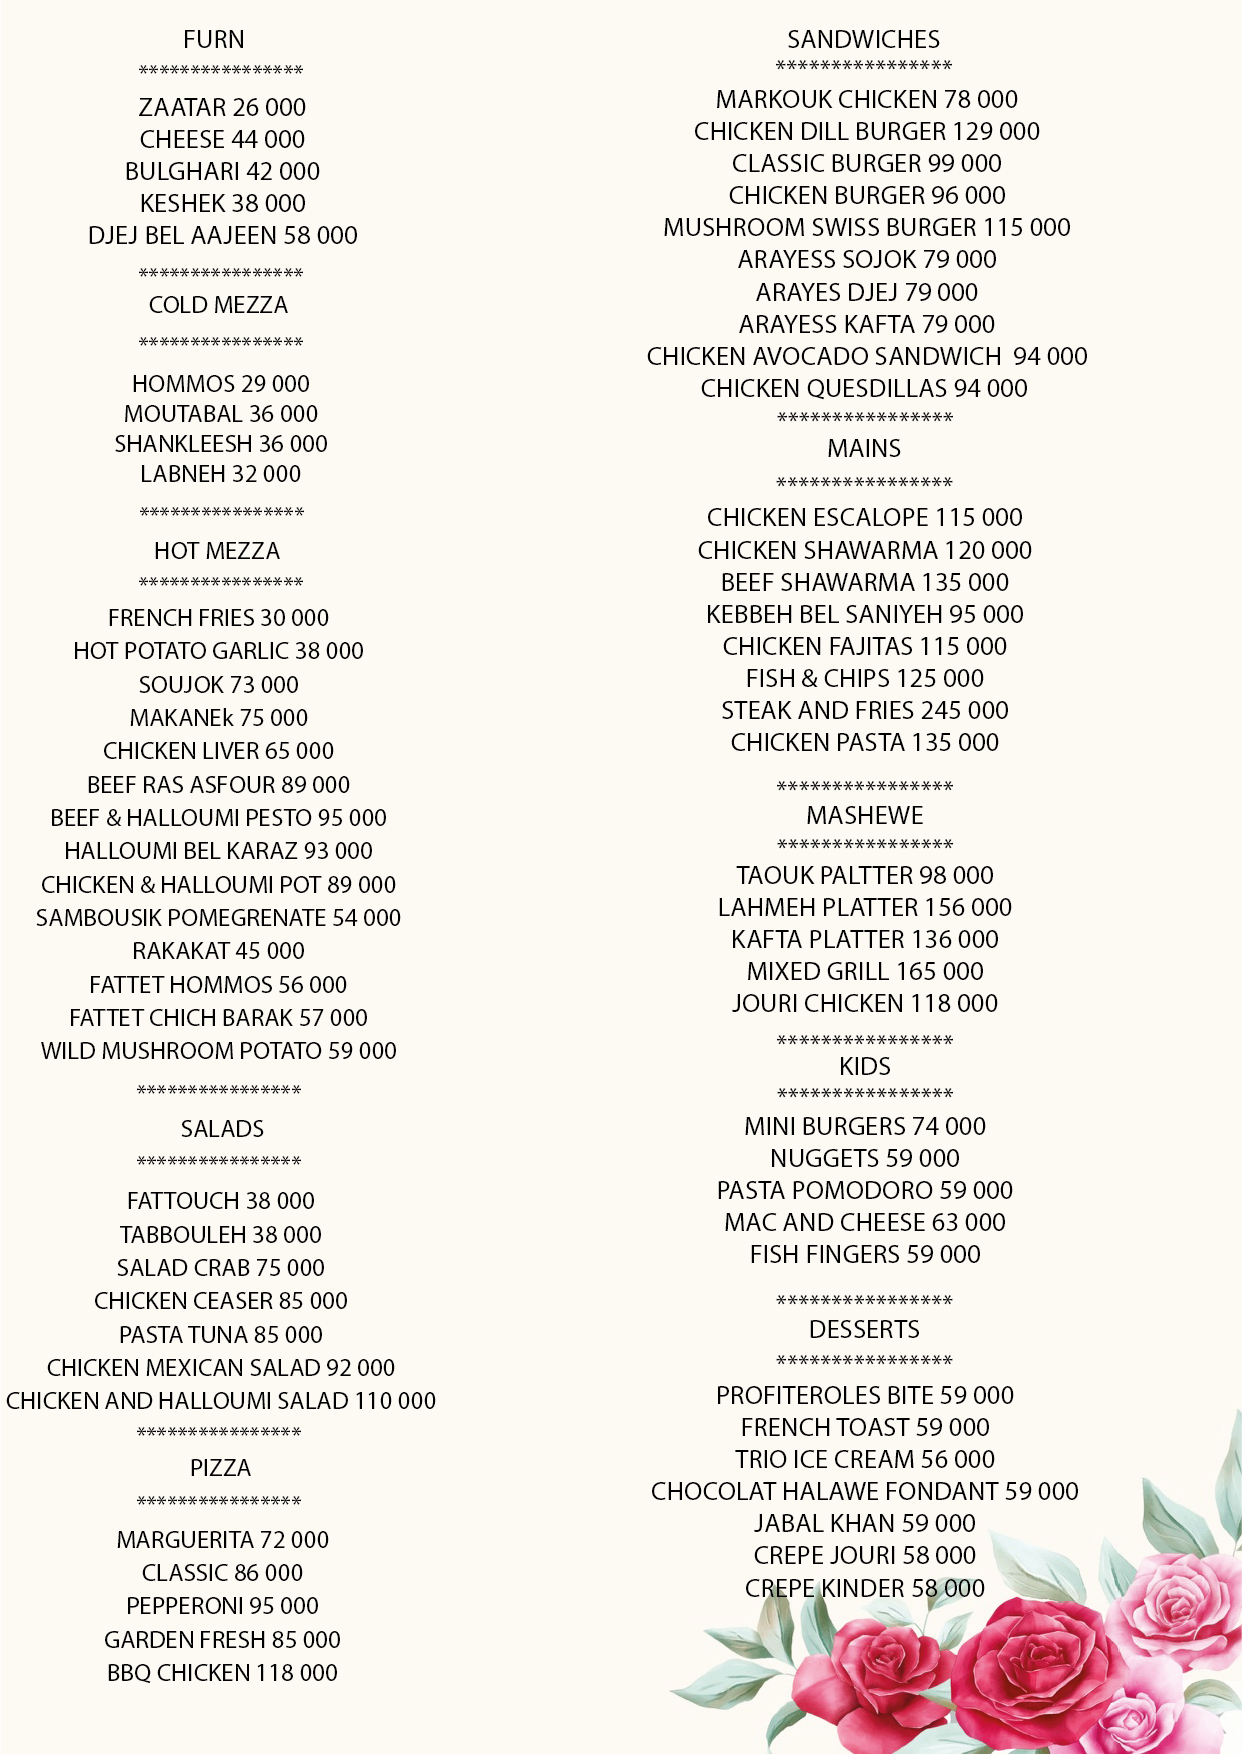 FURN
****************
ZAATAR 26 000
CHEESE 44 000
BULGHARI 42 000
KESHEK 38 000
DJEJ BEL AAJEEN 58 000
****************
COLD MEZZA
****************
HOMMOS 29 000
MOUTABAL 36 000
SHANKLEESH 36 000
LABNEH 32 000
****************
HOT MEZZA
****************
FRENCH FRIES 30 000
HOT POTATO GARLIC 38 000
SOUJOK 73 000
MAKANEk 75 000
CHICKEN LIVER 65 000
BEEF RAS ASFOUR 89 000
BEEF & HALLOUMI PESTO 95 000
HALLOUMI BEL KARAZ 93 000
CHICKEN & HALLOUMI POT 89 000
SAMBOUSIK POMEGRENATE 54 000
RAKAKAT 45 000
FATTET HOMMOS 56 000
FATTET CHICH BARAK 57 000
WILD MUSHROOM POTATO 59 000
****************
SALADS
****************
FATTOUCH 38 000
TABBOULEH 38 000
SALAD CRAB 75 000
CHICKEN CEASER 85 000
PASTA TUNA 85 000
CHICKEN MEXICAN SALAD 92 000
CHICKEN AND HALLOUMI SALAD 110 000
****************
PIZZA
****************
MARGUERITA 72 000
CLASSIC 86 000
PEPPERONI 95 000
GARDEN FRESH 85 000
BBQ CHICKEN 118 000
SANDWICHES
****************
MARKOUK CHICKEN 78 000
CHICKEN DILL BURGER 129 000
CLASSIC BURGER 99 000
CHICKEN BURGER 96 000
MUSHROOM SWISS BURGER 115 000
ARAYESS SOJOK 79 000
ARAYES DJEJ 79 000
ARAYESS KAFTA 79 000
CHICKEN AVOCADO SANDWICH 94 000
CHICKEN QUESDILLAS 94 000
****************
MAINS
****************
CHICKEN ESCALOPE 115 000
CHICKEN SHAWARMA 120 000
BEEF SHAWARMA 135 000
KEBBEH BEL SANIYEH 95 000
CHICKEN FAJITAS 115 000
FISH & CHIPS 125 000
STEAK AND FRIES 245 000
CHICKEN PASTA 135 000
****************
MASHEWE
****************
TAOUK PALTTER 98 000
LAHMEH PLATTER 156 000
KAFTA PLATTER 136 000
MIXED GRILL 165 000
JOURI CHICKEN 118 000
****************
KIDS
****************
MINI BURGERS 74 000
NUGGETS 59 000
PASTA POMODORO 59 000
MAC AND CHEESE 63 000
FISH FINGERS 59 000
****************
DESSERTS
****************
PROFITEROLES BITE 59 000
FRENCH TOAST 59 000
TRIO ICE CREAM 56 000
CHOCOLAT HALAWE FONDANT 59 000
JABAL KHAN 59 000
CREPE JOURI 58 000
CREPE KINDER 58 000